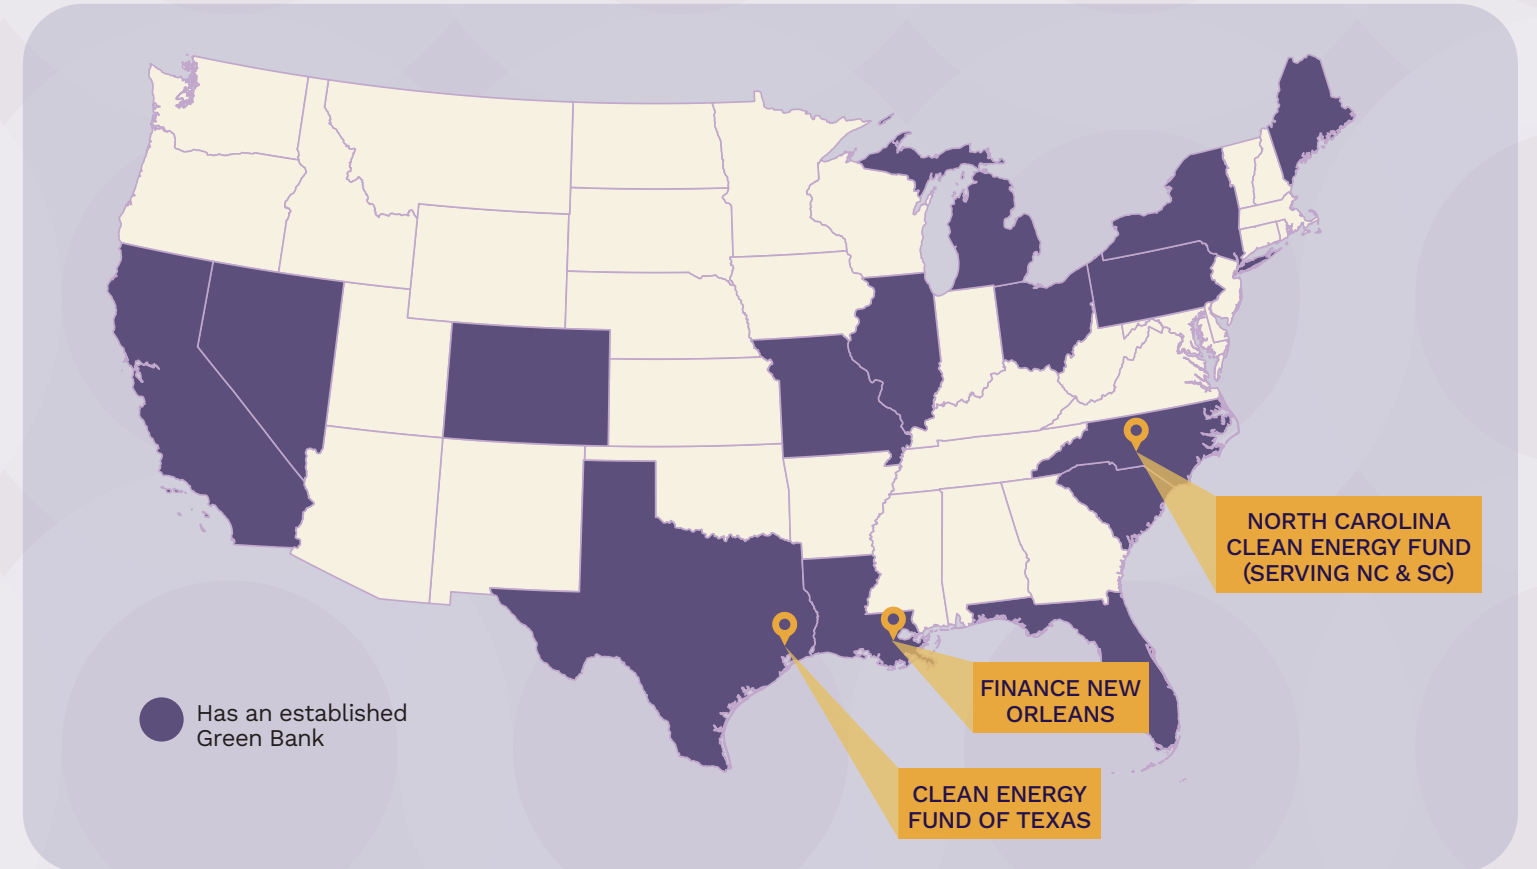 NORTH CAROLINA
CLEAN ENERGY FUND
(SERVING NC & SC)
FINANCE NEW
ORLEANS
Has an established
Green Bank
CLEAN ENERGY
FUND OF TEXAS